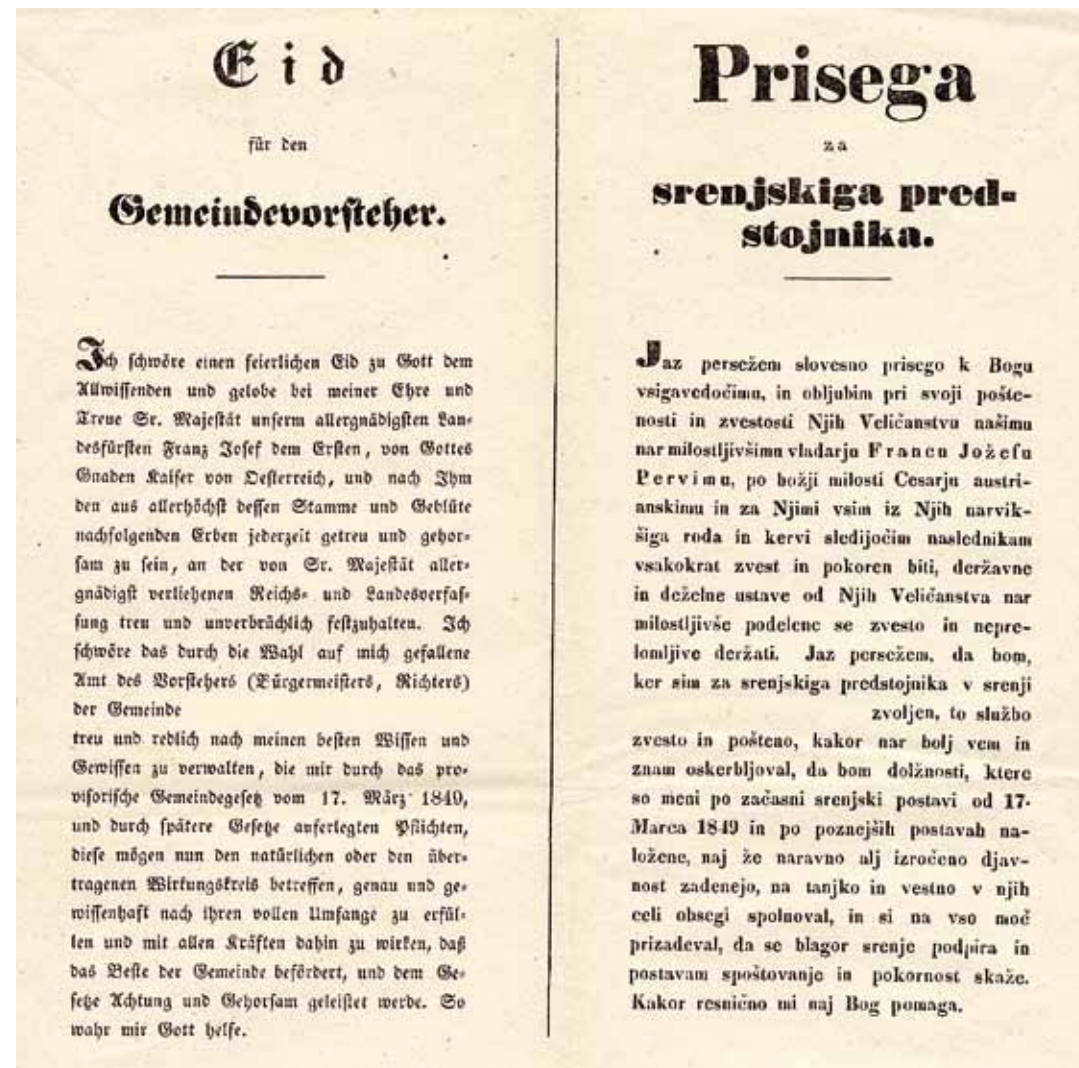 Eid
für den
Gemeindevorsteher.
Ich schwöre einen feierlichen Eid zu Gott dem
Allwissenden und gelobe bei meiner Ehre und
Treue Sr. Majestät unserm allergnädigsten Lan-
desfürsten Franz Josef dem Ersten, von Gottes
Gnaden Kaiser von Oesterreich, und nach Ihm
den aus allerhöchst dessen Stamme und Geblüte
nachfolgenden Erben jederzeit getreu und gehor-
sam zu sein, an der von Sr. Majestät aller-
gnädigst verliehenen Reichs- und Landesverfas-
sung treu und unverbrüchlich festzuhalten. Ich
schwöre das durch die Wahl auf mich gefallene
Amt des Vorstehers (Bürgermeisters, Richters)
der Gemeinde
treu und redlich nach meinen besten Wissen und
Gewissen zu verwalten, die mir durch das pro-
visorische Gemeindegesetz vom 17. März 1849,
und durch spätere Gesetze auferlegten Pflichten,
diese mögen nun den natürlichen oder den über-
tragenen Wirkungskreis betreffen, genau und ge-
wissenhaft nach ihren vollen Umfange zu erfül-
len und mit allen Kräften dahin zu wirken, daß
das Beste der Gemeinde befördert, und dem Ge-
setze Achtung und Gehorsam geleistet werde. So
wahr mir Gott helfe.
Prisega
za
srenjskiga pred-
stojnika.
Jaz persežem slovesno prisego k Bogu
vsigavedočimu, in obljubim pri svoji pošte-
nosti in zvestosti Njih Veličanstvu našimu
nar milostljivšimu vladarju Francu Jožefu
Pervimu, po božji milosti Cesarju austri-
anskimu in za Njimi vsim iz Njih narvik-
šiga roda in kervi sledijočim naslednikam
vsakokrat zvest in pokoren biti, deržavne
in deželne ustave od Njih Veličanstva nar
milostljivše podelene se zvesto in nepre-
lomljive deržati. Jaz persežem, da bom,
ker sim za srenjskiga predstojnika v srenji
zvoljen, to službo
zvesto in pošteno, kakor nar bolj vem in
znam oskerbljoval, da bom dolžnosti, ktere
so meni po začasni srenjski postavi od 17.
Marca 1849 in po poznejših postavah na-
ložene, naj že naravno alj izročeno djav-
nost zadenejo, na tanjko in vestno v njih
celi obsegi spolnoval, in si na vso moč
prizadeval, da se blagor srenje podpira in
postavam spoštovanje in pokornost skaže.
Kakor resnično mi naj Bog pomaga.